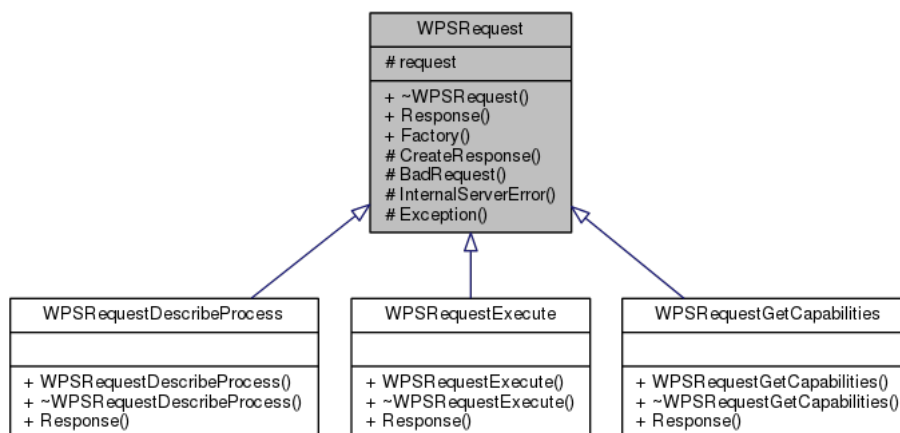 WPSRequest
# request
+ ~WPSRequest()
+ Response()
+ Factory()
# CreateResponse()
# BadRequest()
# InternalServerError()
# Exception()
WPSRequestDescribeProcess
+ WPSRequestDescribeProcess()
+ ~WPSRequestDescribeProcess()
+ Response()
WPSRequestExecute
+ WPSRequestExecute()
+ ~WPSRequestExecute()
+ Response()
WPSRequestGetCapabilities
+ WPSRequestGetCapabilities()
+ ~WPSRequestGetCapabilities()
+ Response()